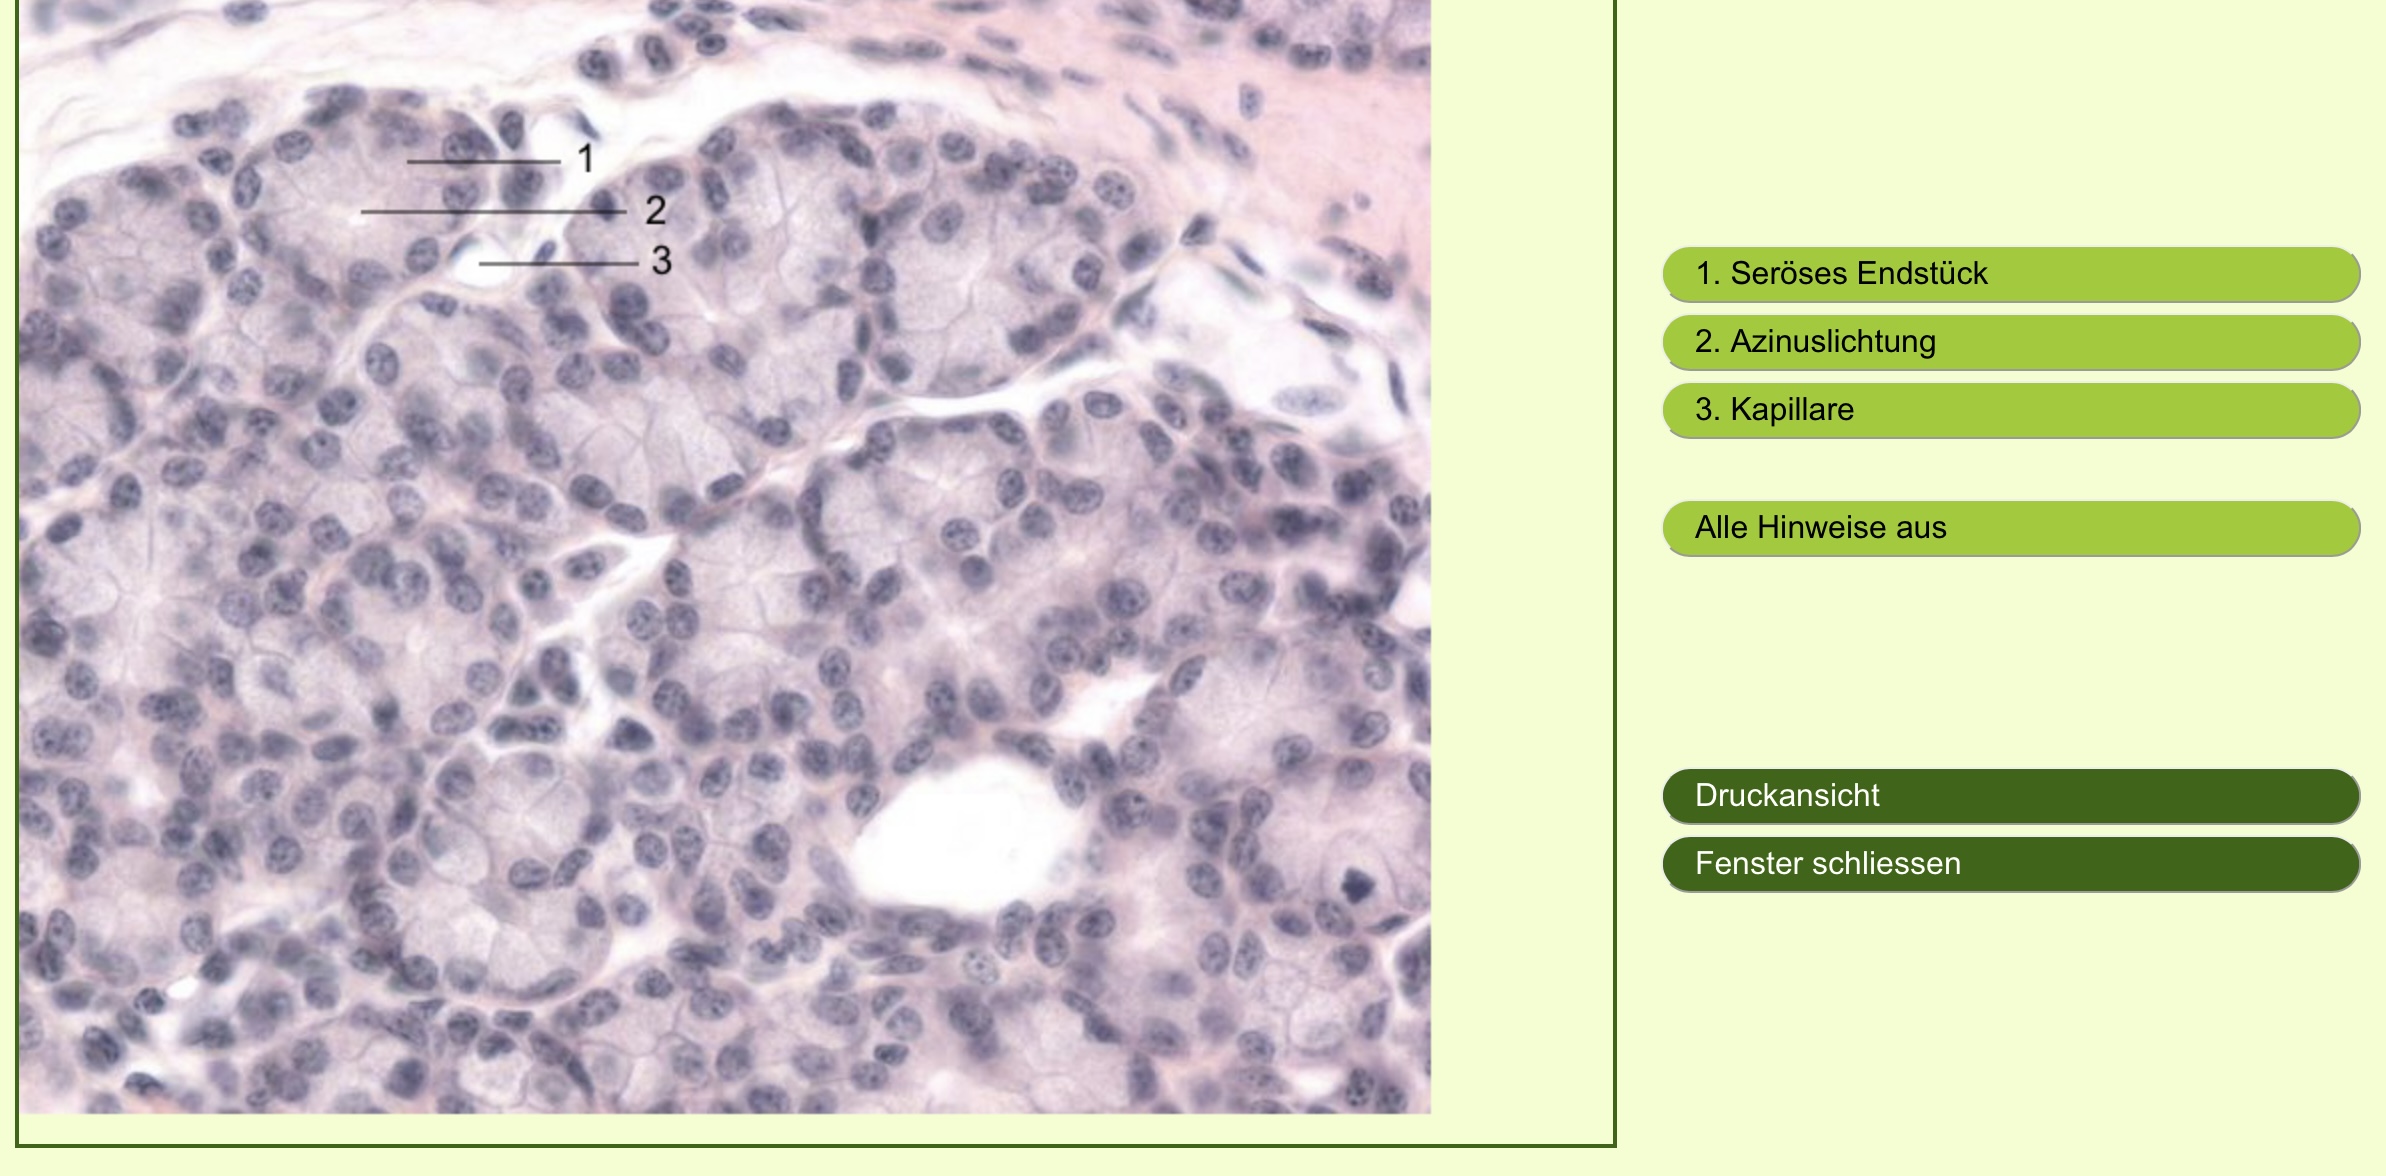 1
2
3
1. Seröses Endstück
2. Azinuslichtung
3. Kapillare
Alle Hinweise aus
Druckansicht
Fenster schliessen